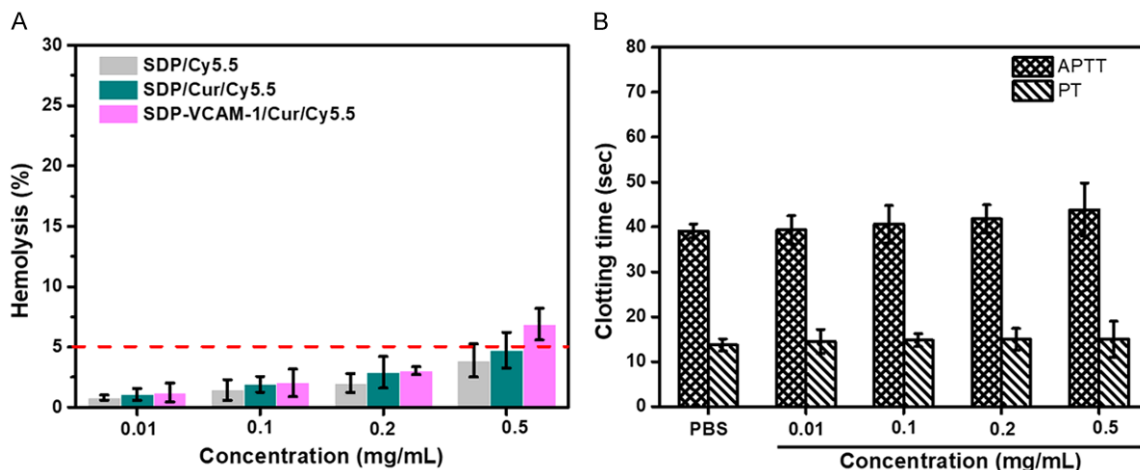 A
Hemolysis (%)
30
25
20
15
10
5
0
SDP/Cy5.5
SDP/Cur/Cy5.5
SDP-VCAM-1/Cur/Cy5.5
0.01 0.1 0.2 0.5
Concentration (mg/mL)
B
Clotting time (sec)
80
70
60
50
40
30
20
10
0
APTT
PT
PBS 0.01 0.1 0.2 0.5
Concentration (mg/mL)